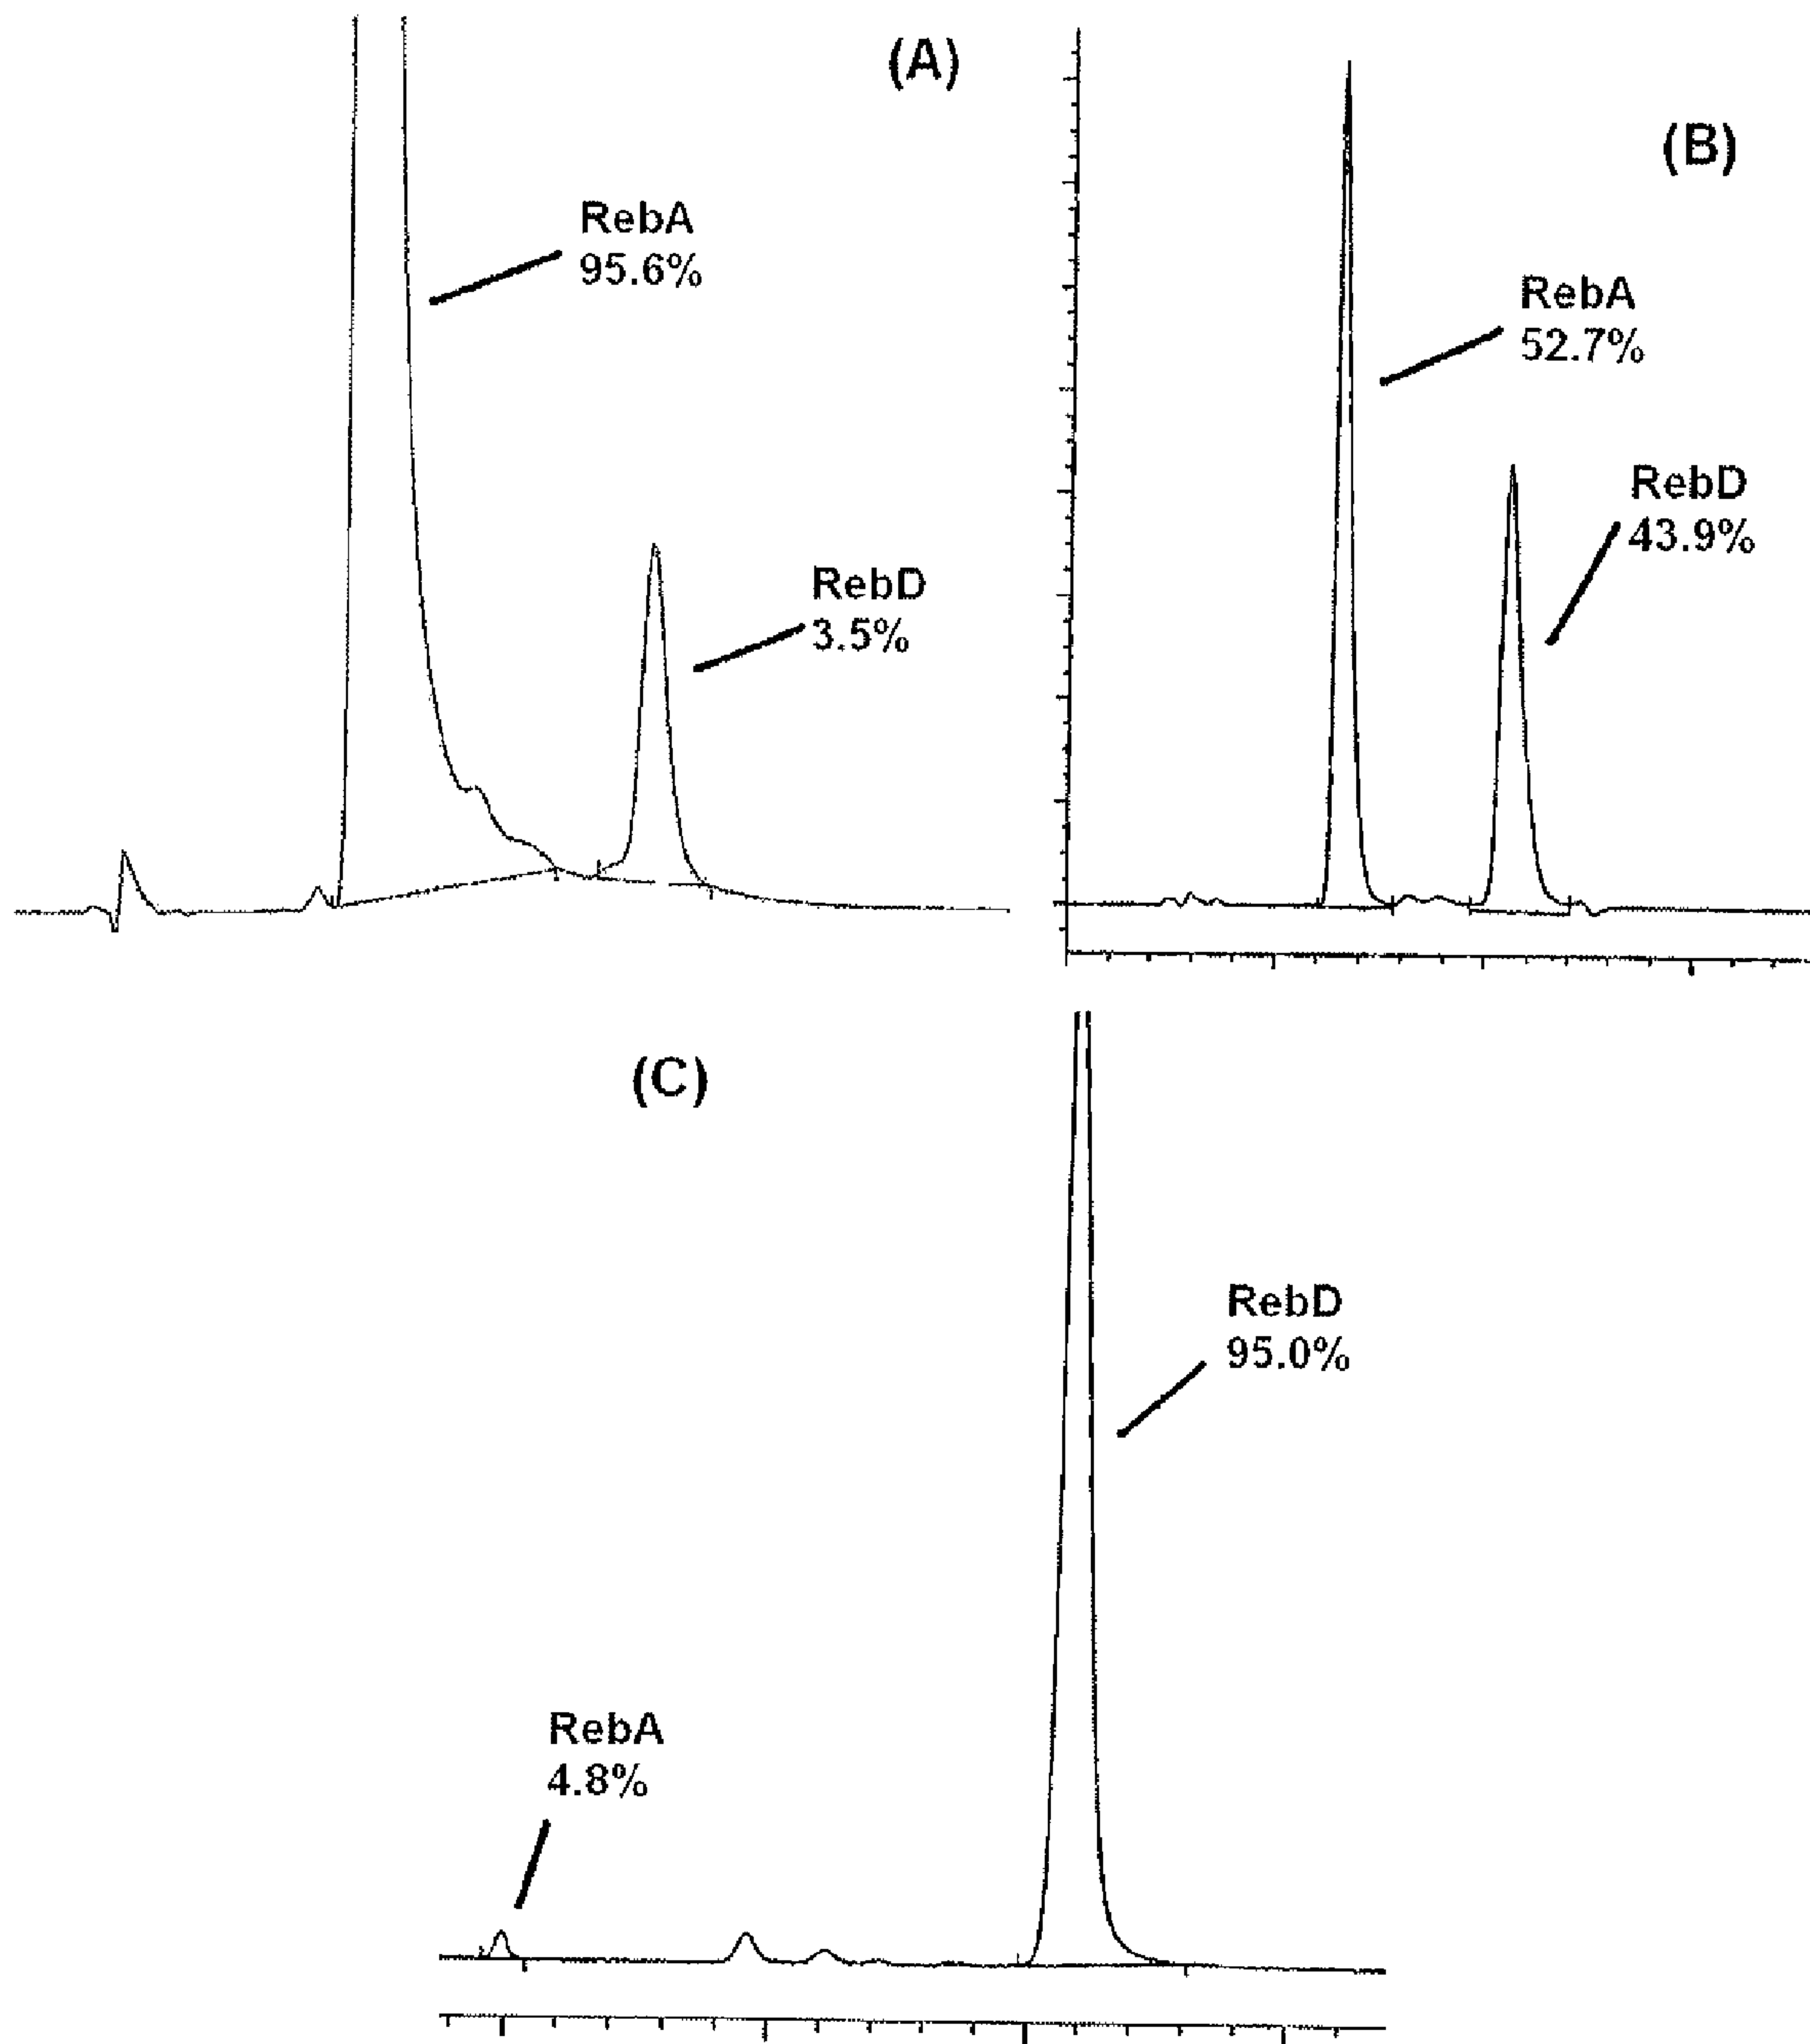 (A)
RebA
95.6%
RebD
3.5%
(B)
RebA
52.7%
RebD
43.9%
(C)
RebD
95.0%
RebA
4.8%